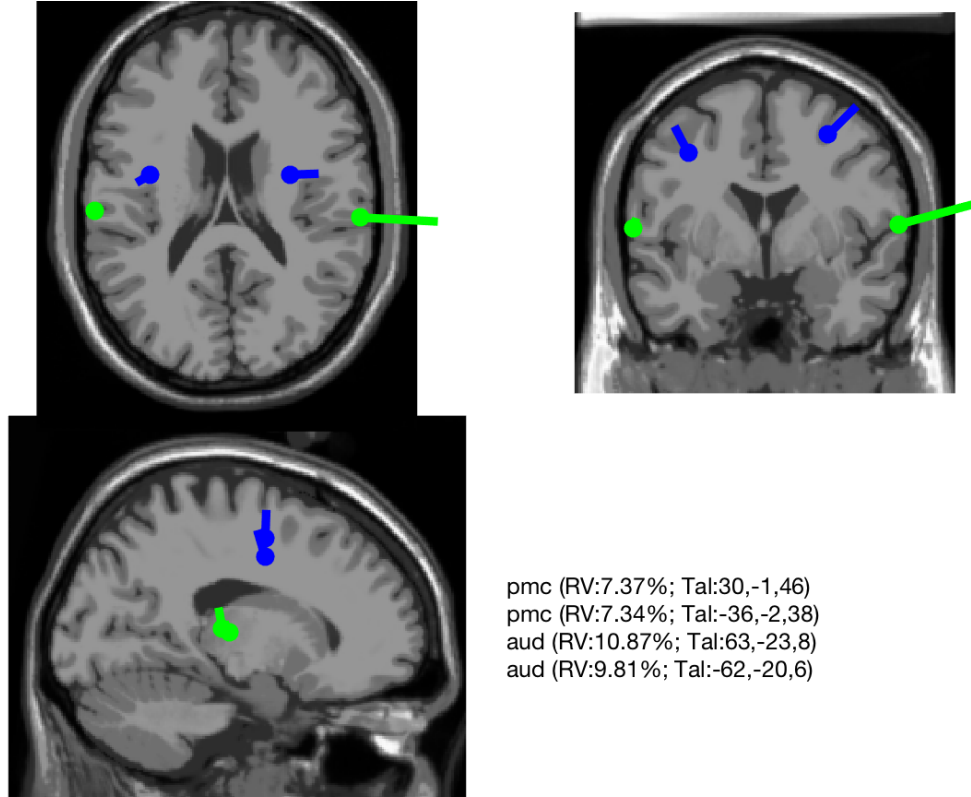 pmc (RV:7.37%; Tal:30,-1,46)
pmc (RV:7.34%; Tal:-36,-2,38)
aud (RV:10.87%; Tal:63,-23,8)
aud (RV:9.81%; Tal:-62,-20,6)